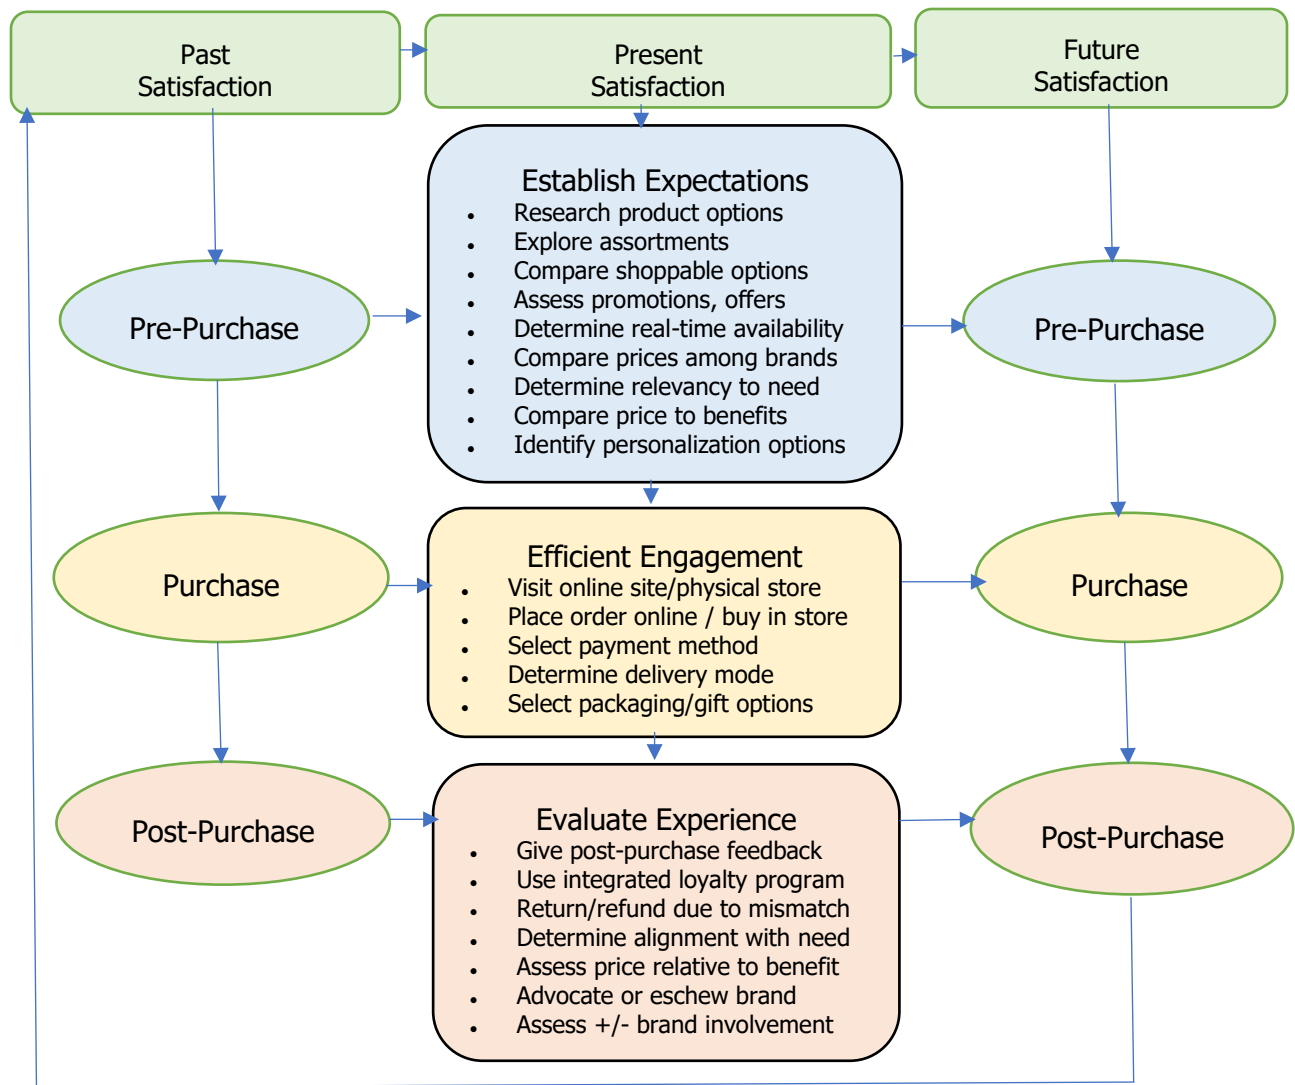 Past
Satisfaction
Present
Satisfaction
Future
Satisfaction
Establish Expectations
• Research product options
• Explore assortments
• Compare shoppable options
• Assess promotions, offers
• Determine real-time availability
• Compare prices among brands
• Determine relevancy to need
• Compare price to benefits
• Identify personalization options
Pre-Purchase
Pre-Purchase
Efficient Engagement
• Visit online site/physical store
• Place order online / buy in store
• Select payment method
• Determine delivery mode
• Select packaging/gift options
Purchase
Purchase
Evaluate Experience
• Give post-purchase feedback
• Use integrated loyalty program
• Return/refund due to mismatch
• Determine alignment with need
• Assess price relative to benefit
• Advocate or eschew brand
• Assess +/- brand involvement
Post-Purchase
Post-Purchase